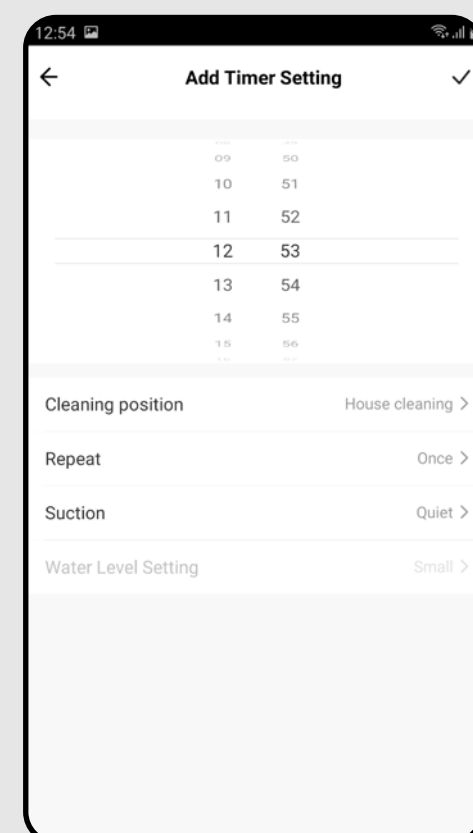 12:54
Add Timer Setting
09 50
10 51
11 52
12 53
13 54
14 55
15 56
Cleaning position House cleaning
Repeat Once
Suction Quiet
Water Level Setting Small